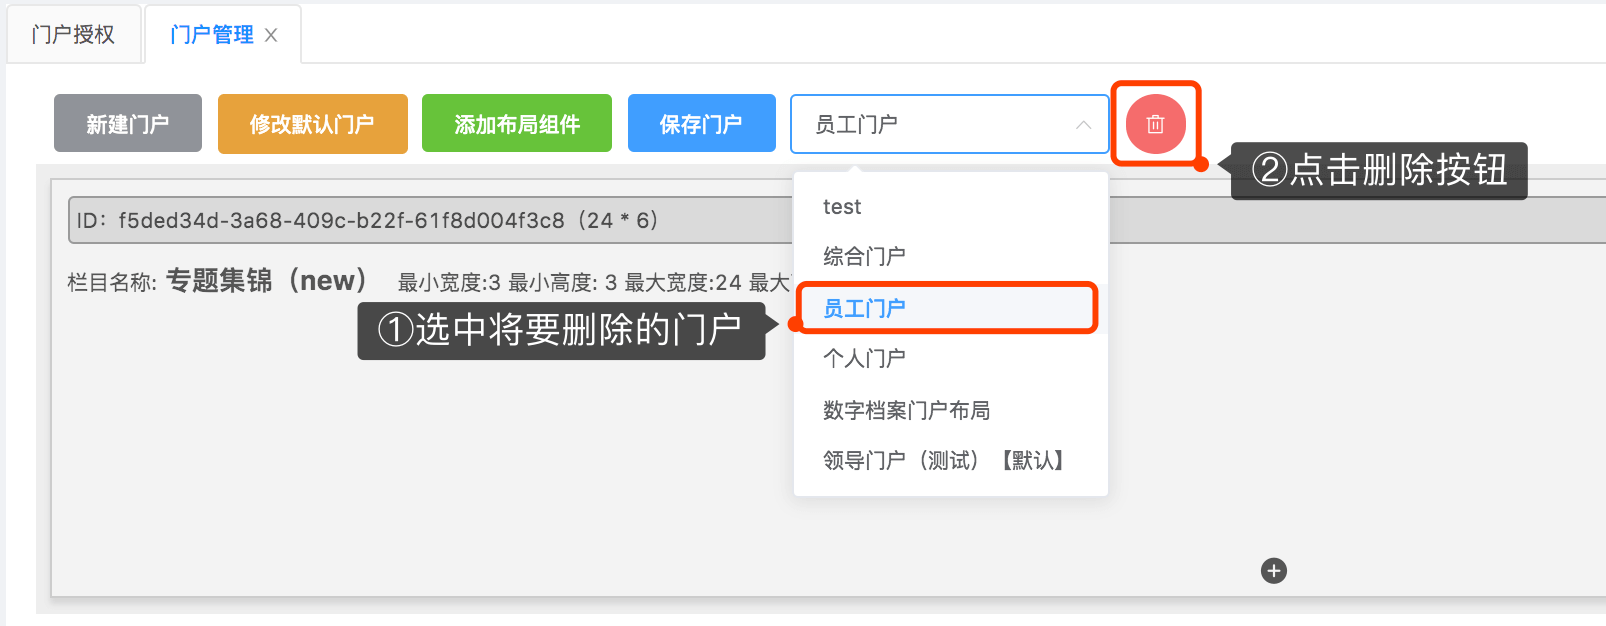 门户授权
门户管理 X
新建门户
修改默认门户
添加布局组件
保存门户
员工门户
②点击删除按钮
ID：f5ded34d-3a68-409c-b22f-61f8d004f3c8（24 * 6）
栏目名称: 专题集锦（new） 最小宽度:3 最小高度: 3 最大宽度:24 最大
①选中将要删除的门户
test
综合门户
员工门户
个人门户
数字档案门户布局
领导门户（测试）【默认】